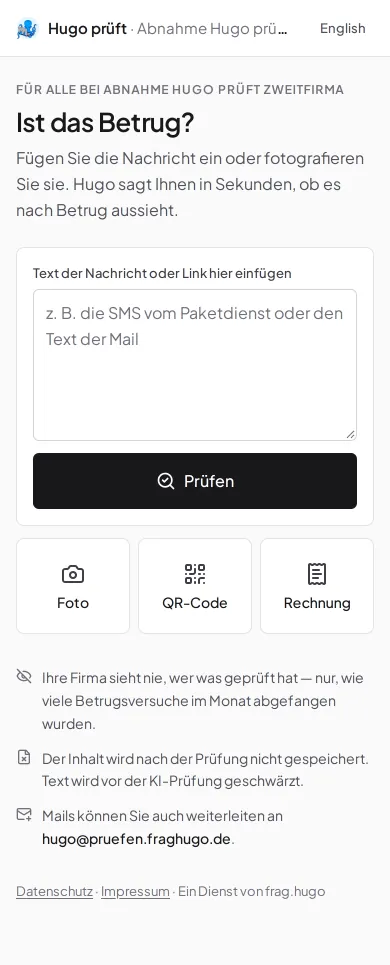 Hugo prüft · Abnahme Hugo prü…
English
FÜR ALLE BEI ABNAHME HUGO PRÜFT ZWEITFIRMA
Ist das Betrug?
Fügen Sie die Nachricht ein oder fotografieren
Sie sie. Hugo sagt Ihnen in Sekunden, ob es
nach Betrug aussieht.
Text der Nachricht oder Link hier einfügen
z. B. die SMS vom Paketdienst oder den
Text der Mail
Prüfen
Foto
QR-Code
Rechnung
Ihre Firma sieht nie, wer was geprüft hat — nur, wie
viele Betrugsversuche im Monat abgefangen
wurden.
Der Inhalt wird nach der Prüfung nicht gespeichert.
Text wird vor der KI-Prüfung geschwärzt.
Mails können Sie auch weiterleiten an
hugo@pruefen.fraghugo.de.
Datenschutz · Impressum · Ein Dienst von frag.hugo